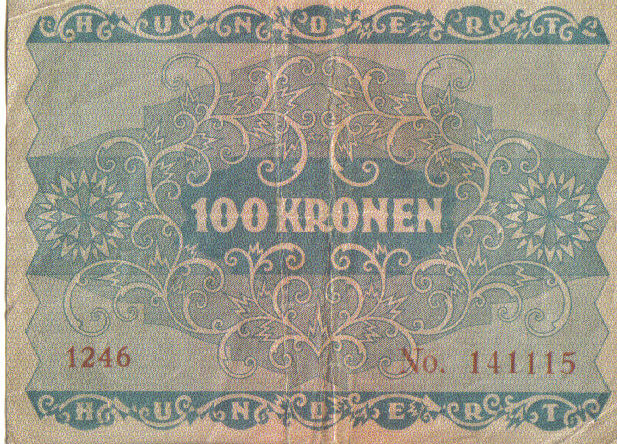 HUNDERT
100 KRONEN
1246 No. 141115
HUNDERT